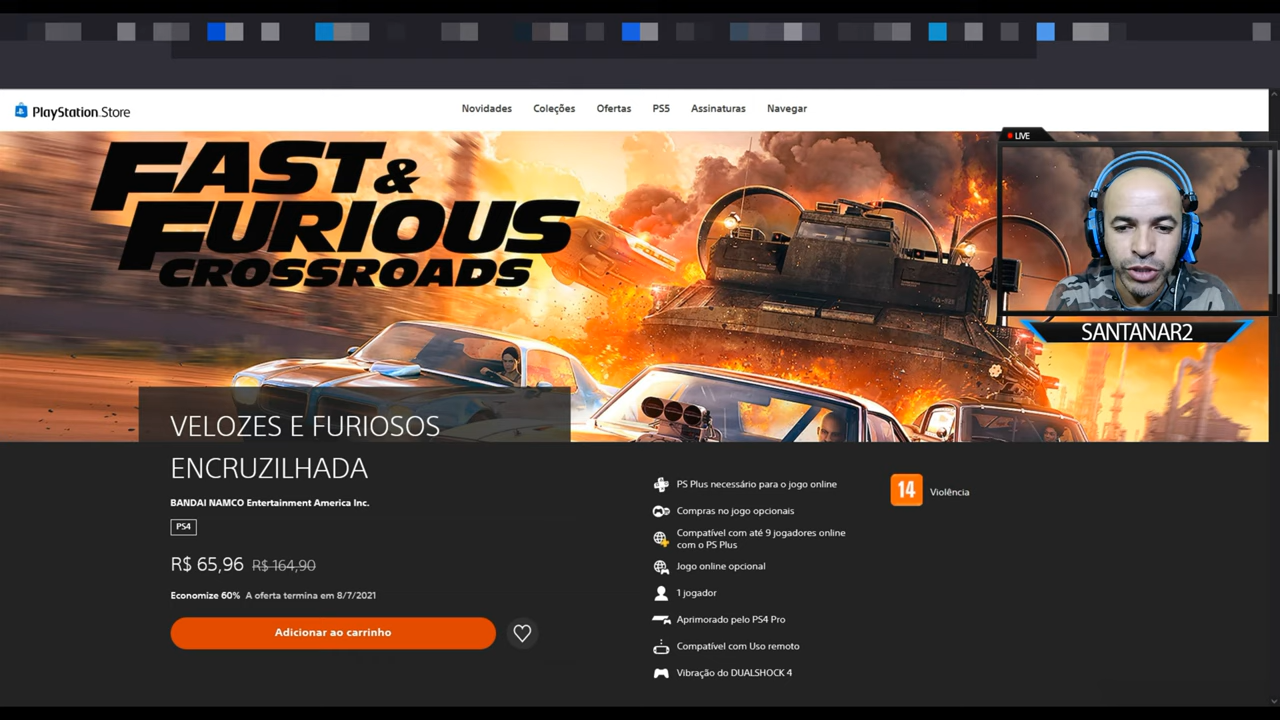 PlayStation Store
Novidades Coleções Ofertas PS5 Assinaturas Navegar
LIVE
FAST &
FURIOUS
CROSSROADS
SANTANAR2
VELOZES E FURIOSOS
ENCRUZILHADA
BANDAI NAMCO Entertainment America Inc.
PS4
R$ 65,96 R$ 164,90
Economize 60% A oferta termina em 8/7/2021
Adicionar ao carrinho
PS Plus necessário para o jogo online
Compras no jogo opcionais
Compatível com até 9 jogadores online
com o PS Plus
Jogo online opcional
1 jogador
Aprimorado pelo PS4 Pro
Compatível com Uso remoto
Vibração do DUALSHOCK 4
14 Violência